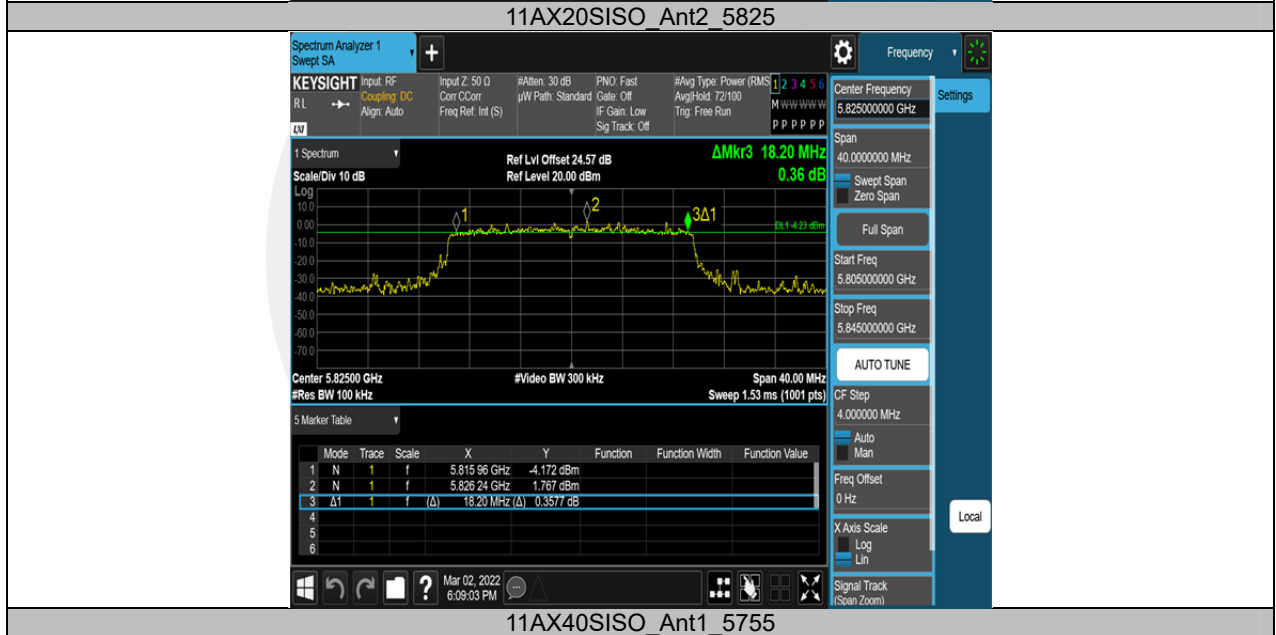 11AX20SISO_Ant2_5825
Spectrum Analyzer 1
Swept SA
+
Frequency
KEYSIGHT
RL
LXI
Input: RF
Coupling: DC
Align: Auto
Input Z: 50 Ω
Corr CCorr
Freq Ref: Int (S)
#Atten: 30 dB
µW Path: Standard
PNO: Fast
Gate: Off
IF Gain: Low
Sig Track: Off
#Avg Type: Power (RMS
Avg|Hold: 72/100
Trig: Free Run
1 2 3 4 5 6
M W W W W W
P P P P P P
Center Frequency
5.825000000 GHz
Settings
Span
40.0000000 MHz
Swept Span
Zero Span
Full Span
Start Freq
5.805000000 GHz
Stop Freq
5.845000000 GHz
AUTO TUNE
CF Step
4.000000 MHz
Auto
Man
Freq Offset
0 Hz
X Axis Scale
Log
Lin
Signal Track
(Span Zoom)
Local
1 Spectrum
Scale/Div 10 dB
Ref Lvl Offset 24.57 dB
Ref Level 20.00 dBm
ΔMkr3 18.20 MHz
0.36 dB
Log
10.0
0.00
-10.0
-20.0
-30.0
-40.0
-50.0
-60.0
-70.0
1
2
3Δ1
DL1 -4.23 dBm
Center 5.82500 GHz
#Video BW 300 kHz
Span 40.00 MHz
#Res BW 100 kHz
Sweep 1.53 ms (1001 pts)
5 Marker Table
Mode Trace Scale X Y Function Function Width Function Value
1 N 1 f 5.815 96 GHz -4.172 dBm
2 N 1 f 5.826 24 GHz 1.767 dBm
3 Δ1 1 f (Δ) 18.20 MHz (Δ) 0.3577 dB
4
5
6
?
Mar 02, 2022
6:09:03 PM
11AX40SISO_Ant1_5755